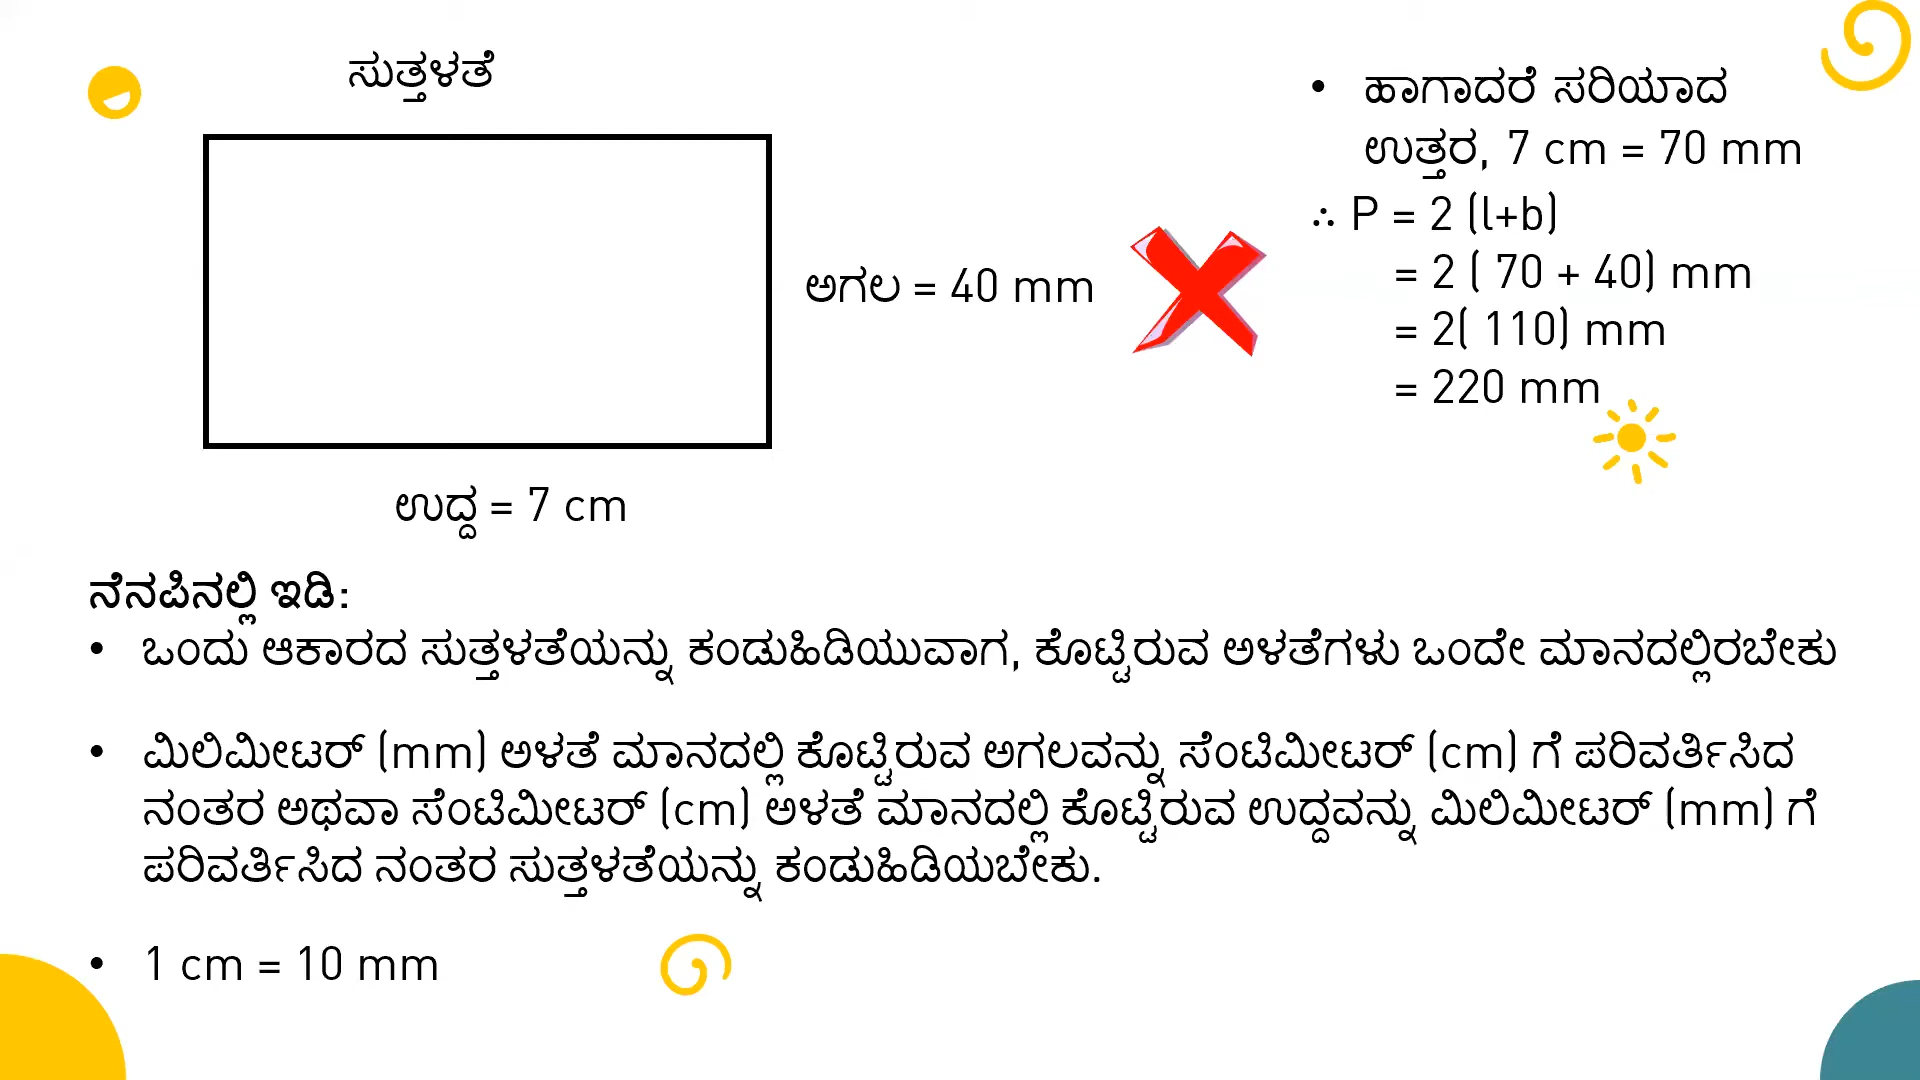 ಸುತ್ತಳತೆ
ಅಗಲ = 40 mm
ಉದ್ದ = 7 cm
• ಹಾಗಾದರೆ ಸರಿಯಾದ
ಉತ್ತರ, 7 cm = 70 mm
∴ P = 2 (l+b)
= 2 ( 70 + 40) mm
= 2( 110) mm
= 220 mm
ನೆನಪಿನಲ್ಲಿ ಇಡಿ:
• ಒಂದು ಆಕಾರದ ಸುತ್ತಳತೆಯನ್ನು ಕಂಡುಹಿಡಿಯುವಾಗ, ಕೊಟ್ಟಿರುವ ಅಳತೆಗಳು ಒಂದೇ ಮಾನದಲ್ಲಿರಬೇಕು
• ಮಿಲಿಮೀಟರ್ (mm) ಅಳತೆ ಮಾನದಲ್ಲಿ ಕೊಟ್ಟಿರುವ ಅಗಲವನ್ನು ಸೆಂಟಿಮೀಟರ್ (cm) ಗೆ ಪರಿವರ್ತಿಸಿದ
ನಂತರ ಅಥವಾ ಸೆಂಟಿಮೀಟರ್ (cm) ಅಳತೆ ಮಾನದಲ್ಲಿ ಕೊಟ್ಟಿರುವ ಉದ್ದವನ್ನು ಮಿಲಿಮೀಟರ್ (mm) ಗೆ
ಪರಿವರ್ತಿಸಿದ ನಂತರ ಸುತ್ತಳತೆಯನ್ನು ಕಂಡುಹಿಡಿಯಬೇಕು.
• 1 cm = 10 mm